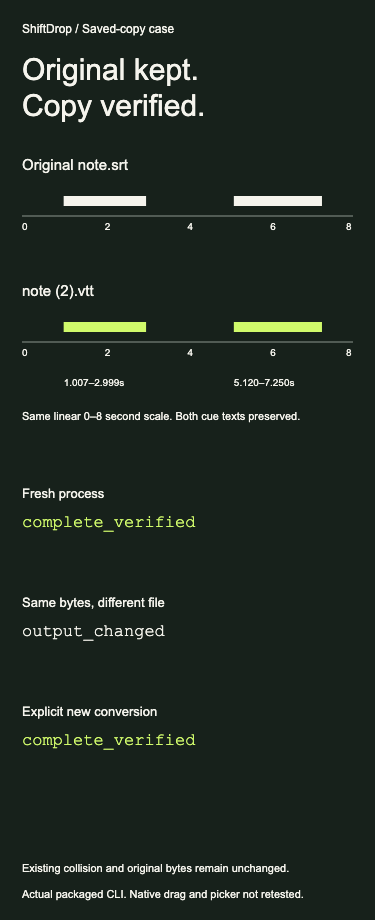 ShiftDrop / Saved-copy case
Original kept.
Copy verified.
Original note.srt
0 2 4 6 8
note (2).vtt
0 2 4 6 8
1.007–2.999s 5.120–7.250s
Same linear 0–8 second scale. Both cue texts preserved.
Fresh process
complete_verified
Same bytes, different file
output_changed
Explicit new conversion
complete_verified
Existing collision and original bytes remain unchanged.
Actual packaged CLI. Native drag and picker not retested.